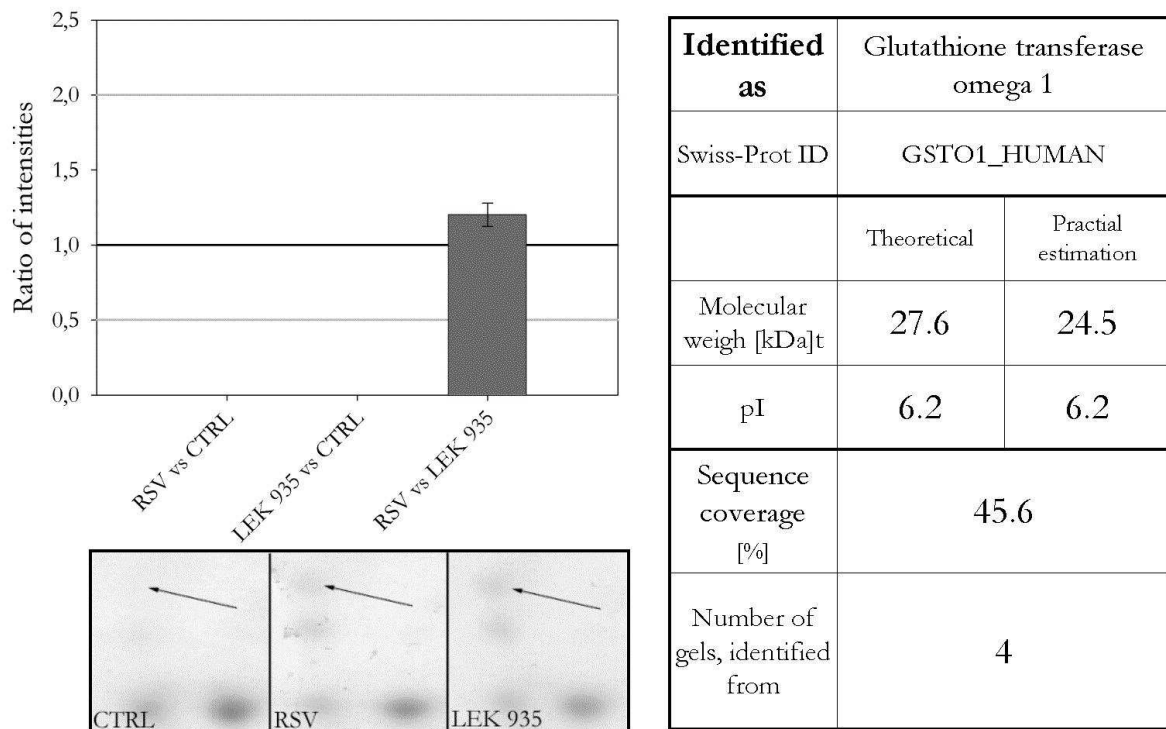 2,5
2,0
1,5
1,0
0,5
0,0
Ratio of intensities
RSV vs CTRL
LEK 935 vs CTRL
RSV vs LEK 935
CTRL
RSV
LEK 935
Identified
as
Glutathione transferase
omega 1
Swiss-Prot ID
GSTO1_HUMAN
Theoretical
Practial
estimation
Molecular
weigh [kDa]t
27.6
24.5
pI
6.2
6.2
Sequence
coverage
[%]
45.6
Number of
gels, identified
from
4